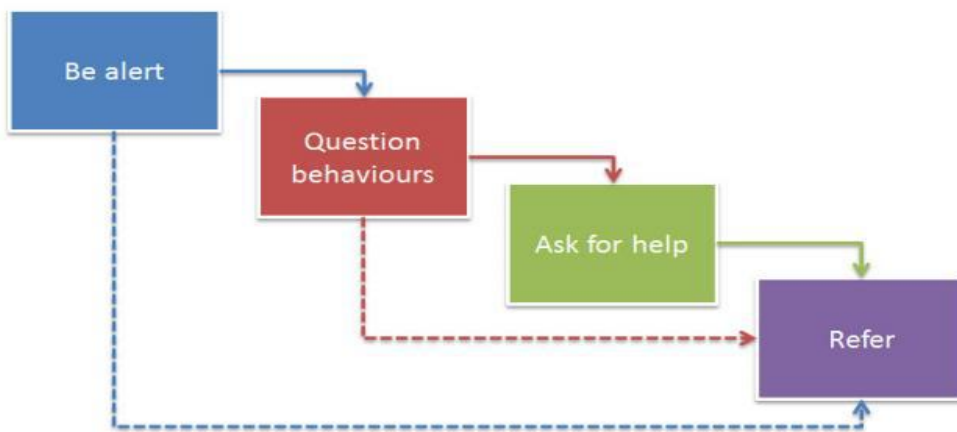 Be alert
Question
behaviours
Ask for help
Refer